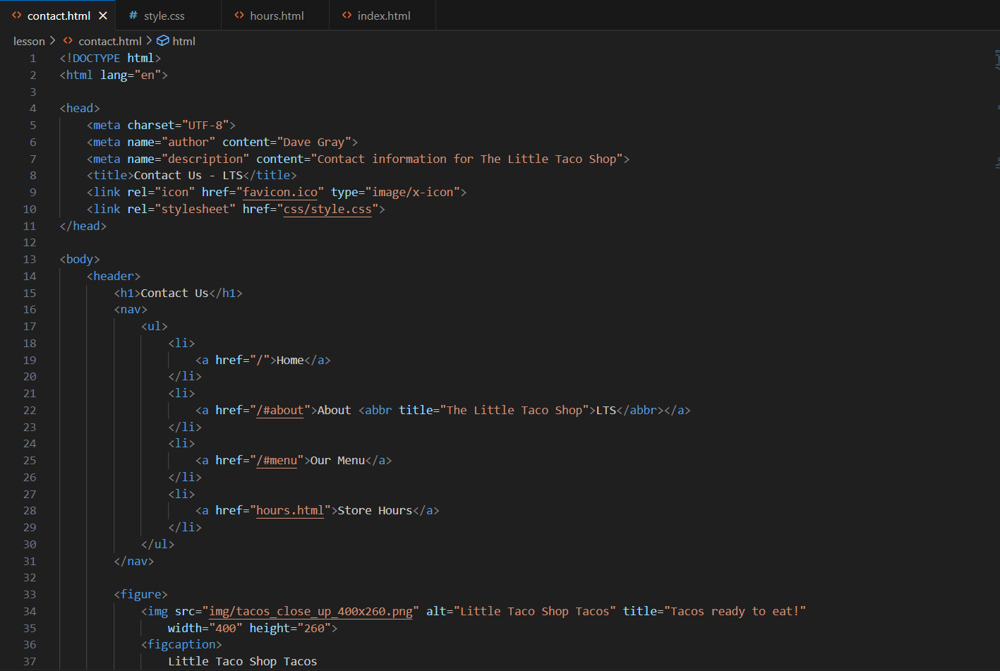 contact.html
style.css
hours.html
index.html
lesson > contact.html > html
1 <!DOCTYPE html>
2 <html lang="en">
3
4 <head>
5     <meta charset="UTF-8">
6     <meta name="author" content="Dave Gray">
7     <meta name="description" content="Contact information for The Little Taco Shop">
8     <title>Contact Us - LTS</title>
9     <link rel="icon" href="favicon.ico" type="image/x-icon">
10     <link rel="stylesheet" href="css/style.css">
11 </head>
12
13 <body>
14     <header>
15         <h1>Contact Us</h1>
16         <nav>
17             <ul>
18                 <li>
19                     <a href="/">Home</a>
20                 </li>
21                 <li>
22                     <a href="/#about">About <abbr title="The Little Taco Shop">LTS</abbr></a>
23                 </li>
24                 <li>
25                     <a href="/#menu">Our Menu</a>
26                 </li>
27                 <li>
28                     <a href="hours.html">Store Hours</a>
29                 </li>
30             </ul>
31         </nav>
32
33         <figure>
34             <img src="img/tacos_close_up_400x260.png" alt="Little Taco Shop Tacos" title="Tacos ready to eat!"
35                 width="400" height="260">
36             <figcaption>
37                 Little Taco Shop Tacos